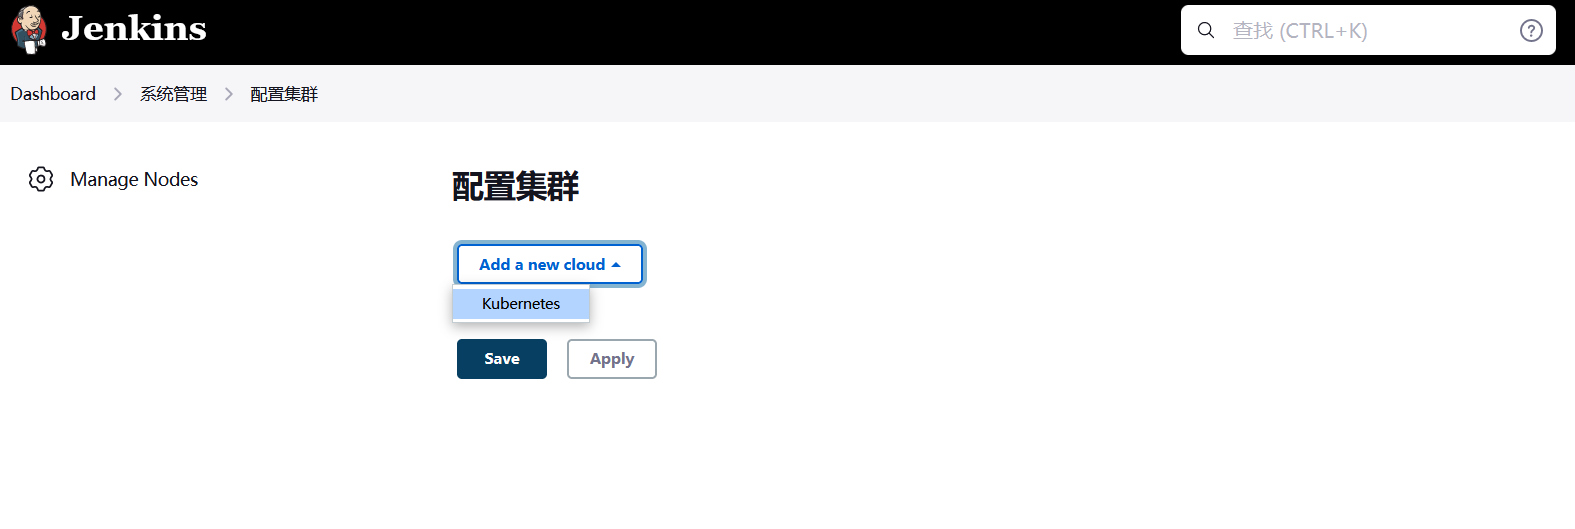 Jenkins
查找 (CTRL+K)
Dashboard
系统管理
配置集群
Manage Nodes
配置集群
Add a new cloud
Kubernetes
Save
Apply